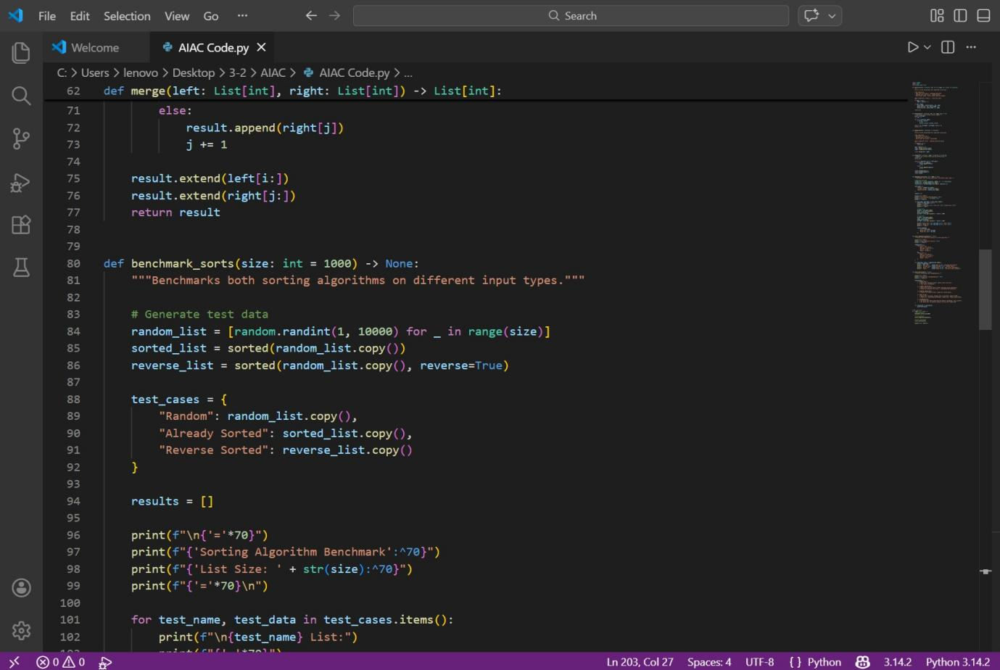 File Edit Selection View Go ··· Search
Welcome AIAC Code.py
C: > Users > lenovo > Desktop > 3-2 > AIAC > AIAC Code.py > ...
62 def merge(left: List[int], right: List[int]) -> List[int]:
71 else:
72 result.append(right[j])
73 j += 1
74
75 result.extend(left[i:])
76 result.extend(right[j:])
77 return result
78
79
80 def benchmark_sorts(size: int = 1000) -> None:
81 """Benchmarks both sorting algorithms on different input types."""
82
83 # Generate test data
84 random_list = [random.randint(1, 10000) for _ in range(size)]
85 sorted_list = sorted(random_list.copy())
86 reverse_list = sorted(random_list.copy(), reverse=True)
87
88 test_cases = {
89 "Random": random_list.copy(),
90 "Already Sorted": sorted_list.copy(),
91 "Reverse Sorted": reverse_list.copy()
92 }
93
94 results = []
95
96 print(f"\n{'='*70}")
97 print(f"{'Sorting Algorithm Benchmark':^70}")
98 print(f"{'List Size: ' + str(size):^70}")
99 print(f"{'='*70}\n")
100
101 for test_name, test_data in test_cases.items():
102 print(f"\n{test_name} List:")
0 0 Ln 203, Col 27 Spaces: 4 UTF-8 { } Python 3.14.2 Python 3.14.2